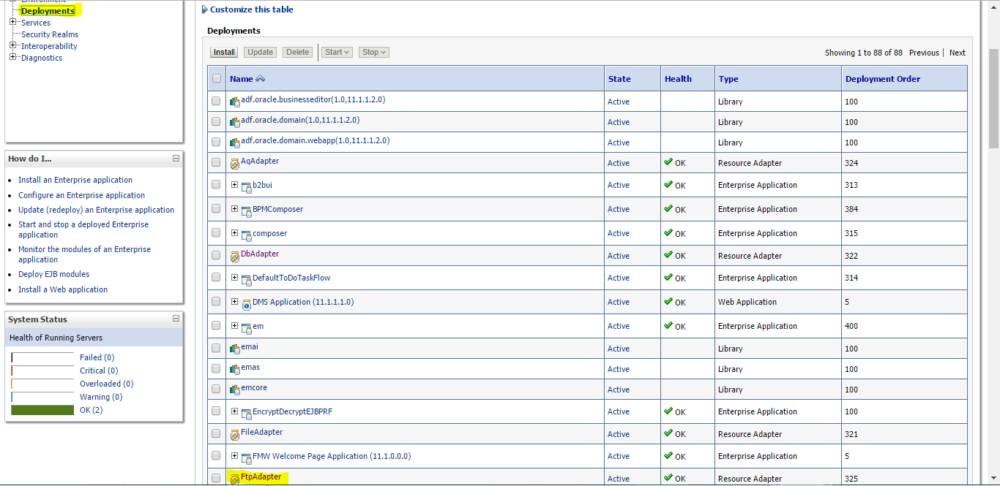 Environment
Deployments
Services
Security Realms
Interoperability
Diagnostics
How do I...
Install an Enterprise application
Configure an Enterprise application
Update (redeploy) an Enterprise application
Start and stop a deployed Enterprise
application
Monitor the modules of an Enterprise
application
Deploy EJB modules
Install a Web application
System Status
Health of Running Servers
Failed (0)
Critical (0)
Overloaded (0)
Warning (0)
OK (2)
Customize this table
Deployments
Install Update Delete Start Stop Showing 1 to 88 of 88 Previous | Next
Name State Health Type Deployment Order
adf.oracle.businesseditor(1.0,11.1.1.2.0) Active Library 100
adf.oracle.domain(1.0,11.1.1.2.0) Active Library 100
adf.oracle.domain.webapp(1.0,11.1.1.2.0) Active Library 100
AqAdapter Active OK Resource Adapter 324
b2bui Active OK Enterprise Application 313
BPMComposer Active OK Enterprise Application 384
composer Active OK Enterprise Application 315
DbAdapter Active OK Resource Adapter 322
DefaultToDoTaskFlow Active OK Enterprise Application 314
DMS Application (11.1.1.1.0) Active OK Web Application 5
em Active OK Enterprise Application 400
emai Active Library 100
emas Active Library 100
emcore Active Library 100
EncryptDecryptEJBPRF Active OK Enterprise Application 100
FileAdapter Active OK Resource Adapter 321
FMW Welcome Page Application (11.1.0.0.0) Active OK Enterprise Application 5
FtpAdapter Active OK Resource Adapter 325